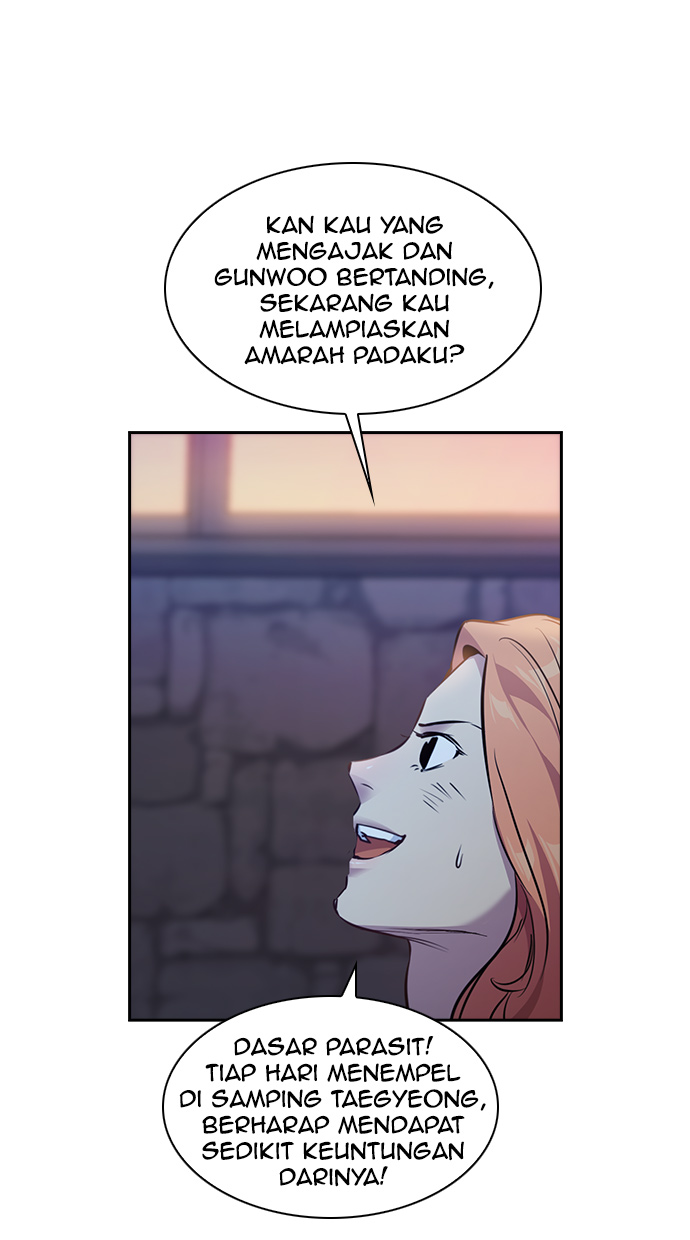 KAN KAU YANG
MENGAJAK DAN
GUNWOO BERTANDING,
SEKARANG KAU
MELAMPIASKAN
AMARAH PADAKU?
DASAR PARASIT!
TIAP HARI MENEMPEL
DI SAMPING TAEGYEONG,
BERHARAP MENDAPAT
SEDIKIT KEUNTUNGAN
DARINYA!